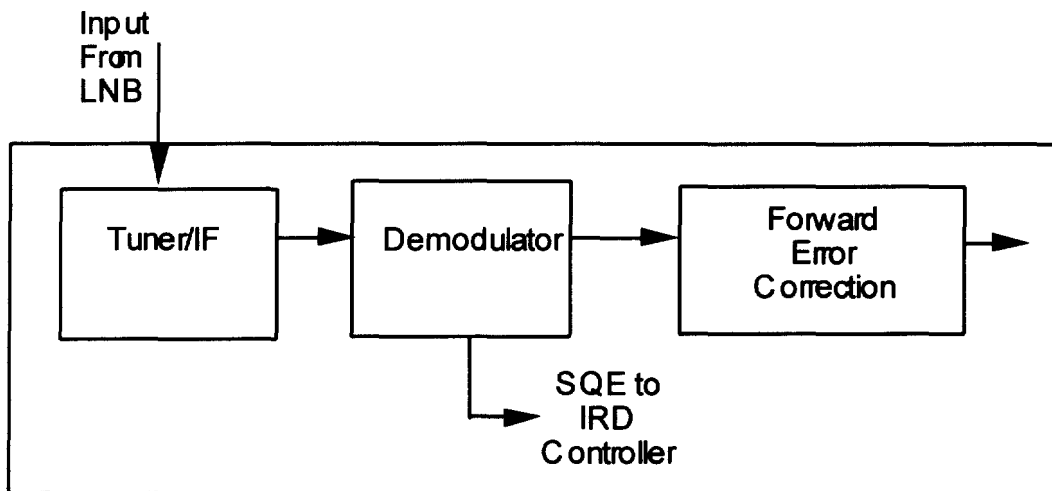 Input
From
LNB
Tuner/IF
Demodulator
Forward
Error
Correction
SQE to
IRD
Controller